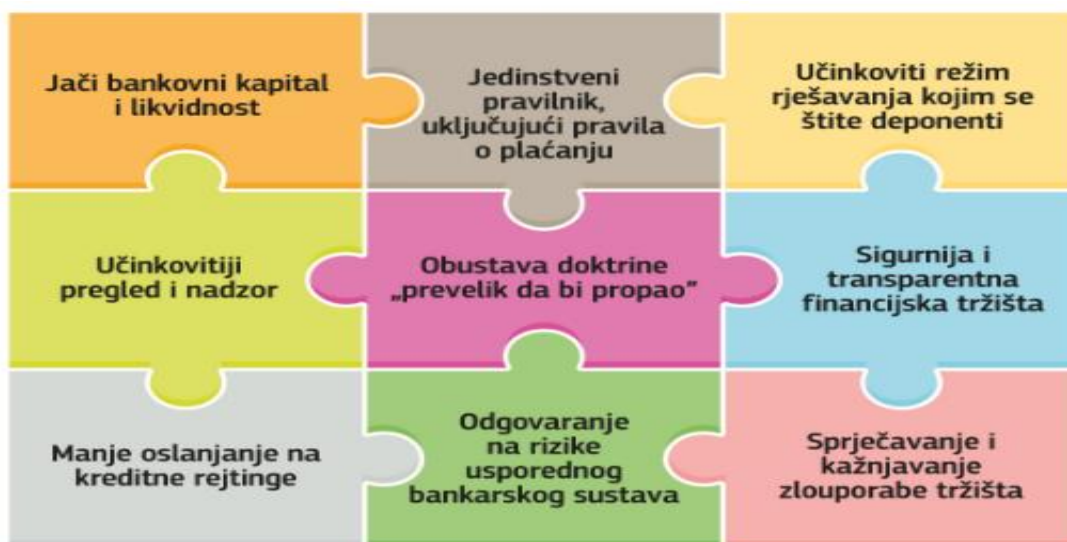 Jači bankovni kapital
i likvidnost
Jedinstveni
pravilnik,
uključujući pravila
o plaćanju
Učinkoviti režim
rješavanja kojim se
štite deponenti
Učinkovitiji
pregled i nadzor
Obustava doktrine
„prevelik da bi propao”
Sigurnija i
transparentna
financijska tržišta
Manje oslanjanje na
kreditne rejtinge
Odgovaranje
na rizike
usporednog
bankarskog sustava
Sprječavanje i
kažnjavanje
zlouporabe tržišta